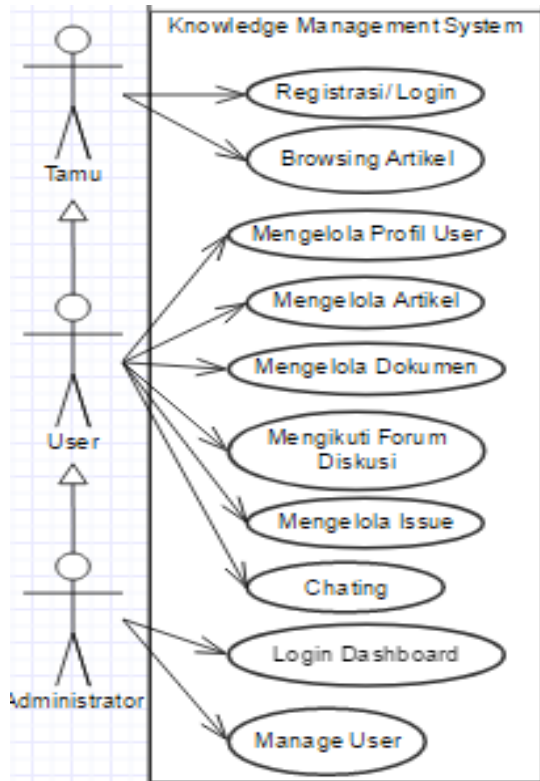 Knowledge Management System
Registrasi/Login
Browsing Artikel
Tamu
Mengelola Profil User
Mengelola Artikel
Mengelola Dokumen
User
Mengikuti Forum
Diskusi
Mengelola Issue
Chating
Login Dashboard
Administrator
Manage User